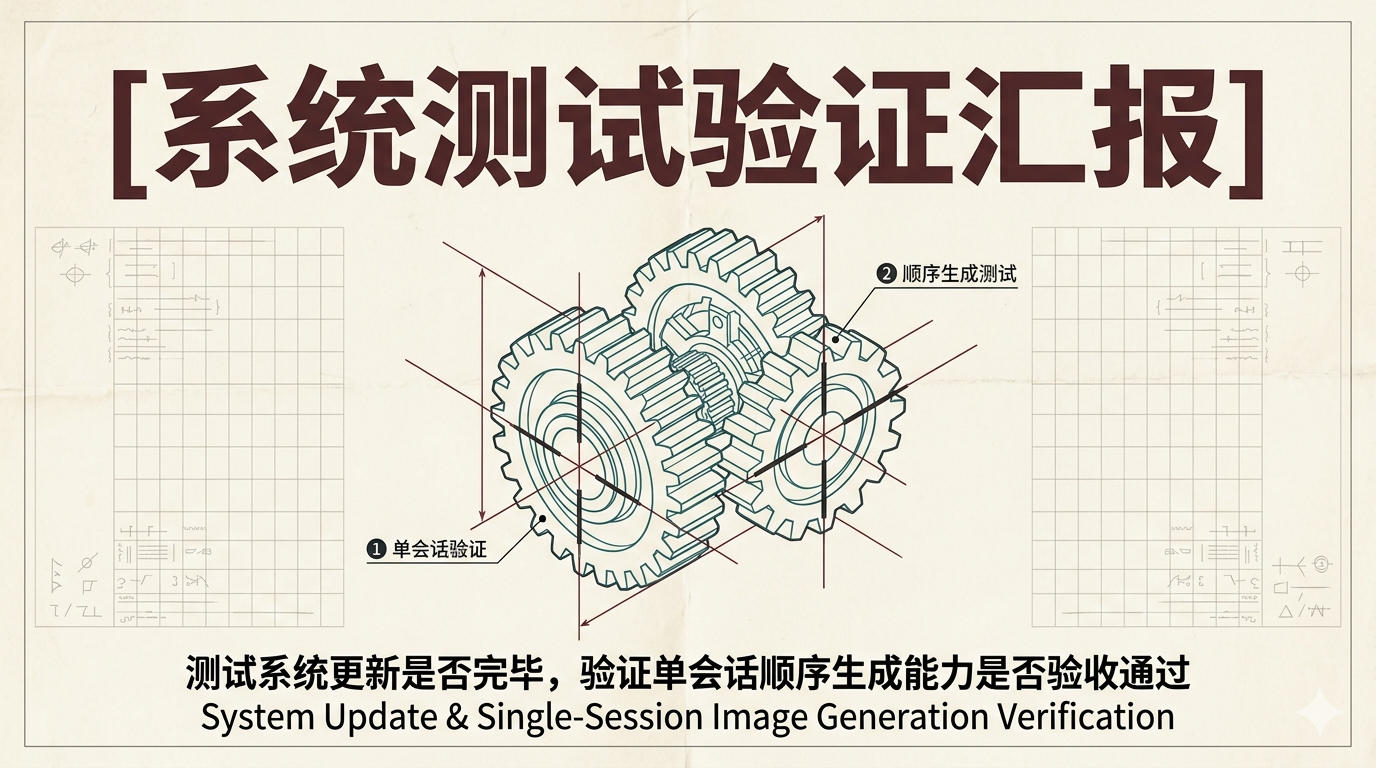 [系统测试验证汇报]
❷ 顺序生成测试
❶ 单会话验证
测试系统更新是否完毕，验证单会话顺序生成能力是否验收通过
System Update & Single-Session Image Generation Verification